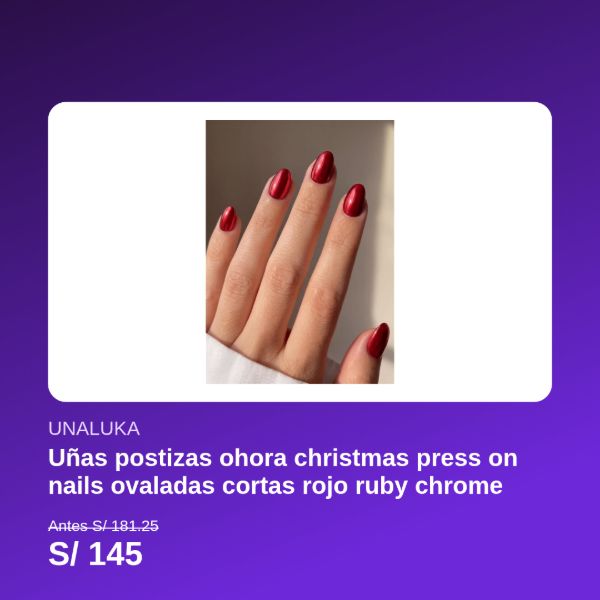 UNALUKA
Uñas postizas ohora christmas press on
nails ovaladas cortas rojo ruby chrome
Antes S/ 181.25
S/ 145